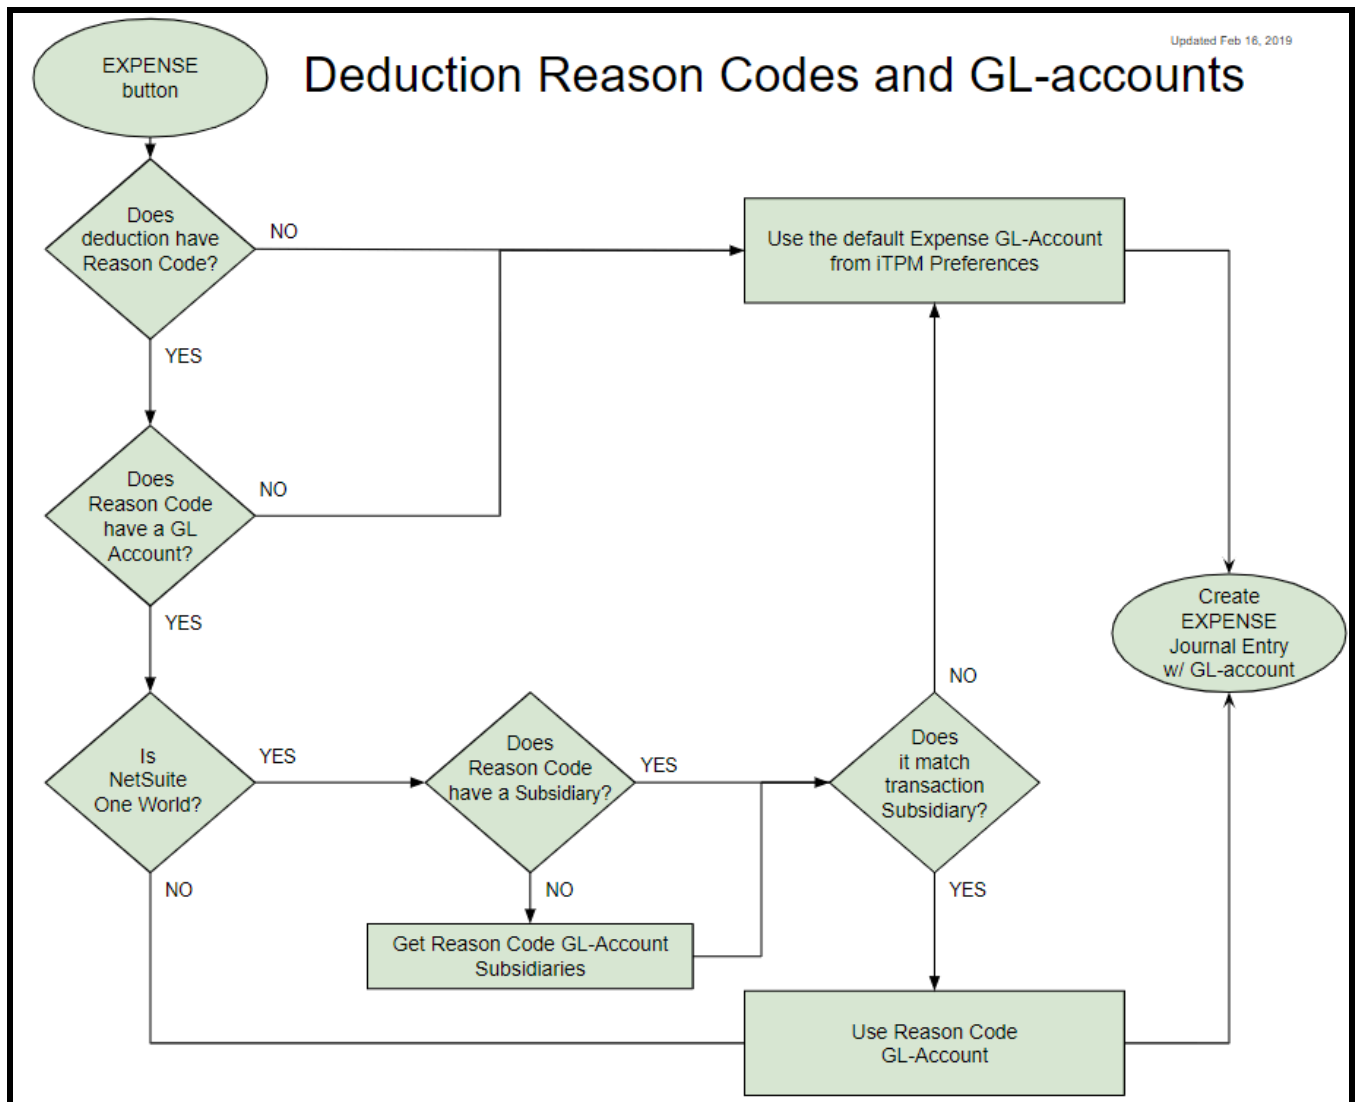 Updated Feb 16, 2019
EXPENSE
button
Deduction Reason Codes and GL-accounts
Does
deduction have
Reason Code?
NO
Use the default Expense GL-Account
from iTPM Preferences
YES
Does
Reason Code
have a GL
Account?
NO
YES
Create
EXPENSE
Journal Entry
w/ GL-account
Is
NetSuite
One World?
YES
Does
Reason Code
have a Subsidiary?
YES
NO
Does
it match
transaction
Subsidiary?
NO
NO
YES
Get Reason Code GL-Account
Subsidiaries
Use Reason Code
GL-Account